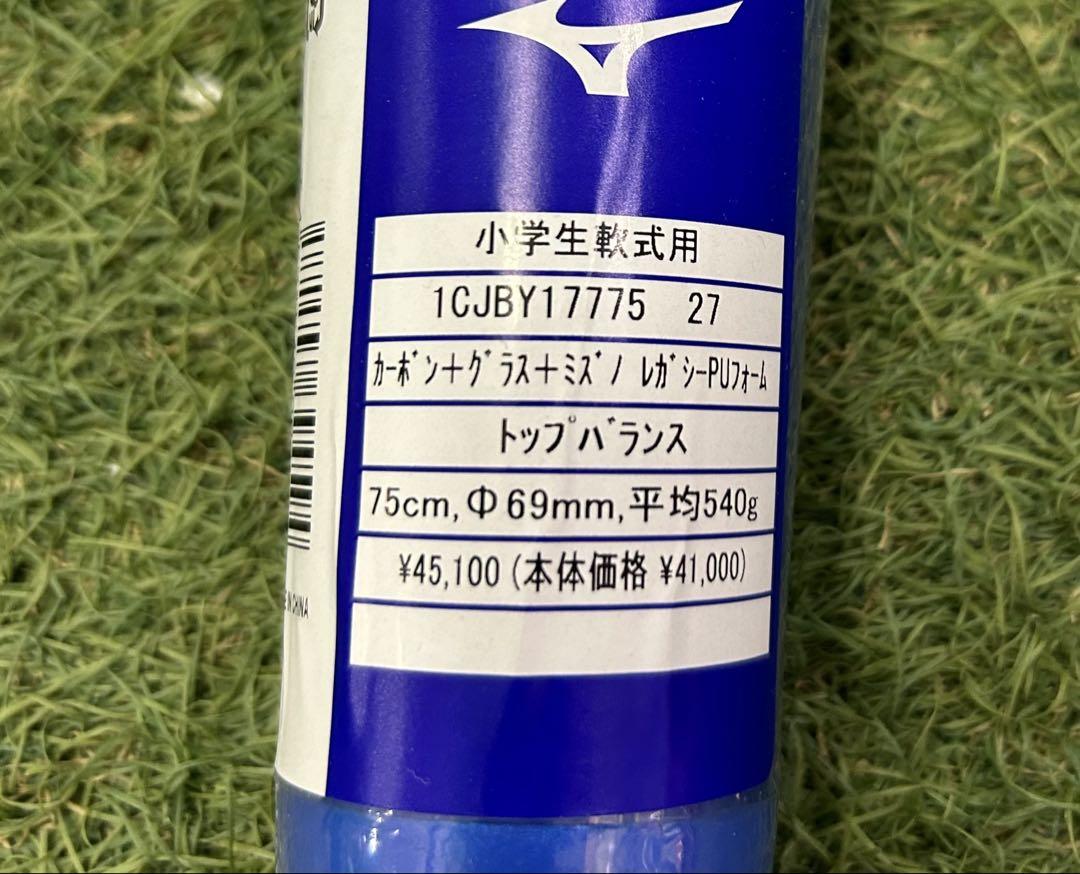 小学生軟式用
1CJBY17775 27
ｶｰﾎﾞﾝ+ｸﾞﾗｽ+ﾐｽﾞﾉ ﾚｶﾞｼｰPUﾌｫｰﾑ
ﾄｯﾌﾟﾊﾞﾗﾝｽ
75cm,Φ69mm,平均540g
¥45,100 (本体価格 ¥41,000)
IN CHINA